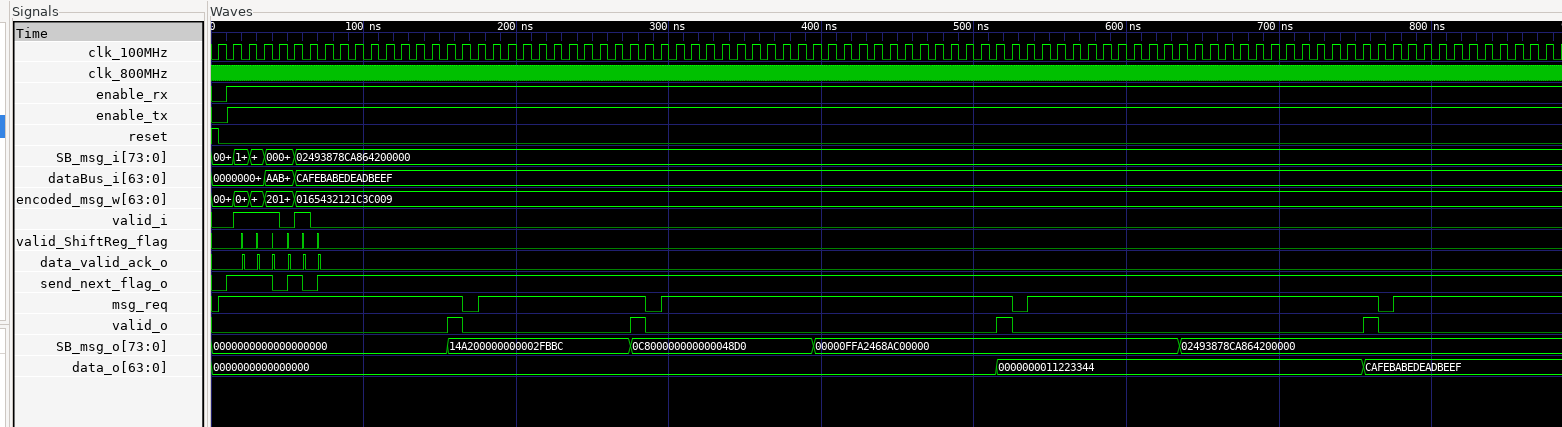 Signals
Waves
Time
0 100 ns 200 ns 300 ns 400 ns 500 ns 600 ns 700 ns 800 ns
clk_100MHz
clk_800MHz
enable_rx
enable_tx
reset
SB_msg_i[73:0] 00+ 1+ + 000+ 02493878CA864200000
dataBus_i[63:0] 0000000+ AAB+ CAFEBABEDEADBEEF
encoded_msg_w[63:0] 00+ 0+ + 201+ 0165432121C3C009
valid_i
valid_ShiftReg_flag
data_valid_ack_o
send_next_flag_o
msg_req
valid_o
SB_msg_o[73:0] 0000000000000000000 14A200000000002FBBC 0C800000000000048D0 00000FFA2468AC00000 02493878CA864200000
data_o[63:0] 0000000000000000 0000000011223344 CAFEBABEDEADBEEF